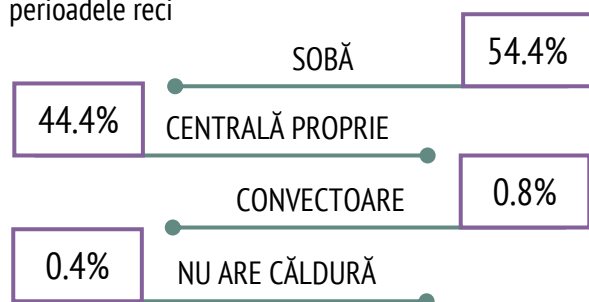 perioadele reci
SOBĂ
54.4%
44.4%
CENTRALĂ PROPRIE
CONVECTOARE
0.8%
0.4%
NU ARE CĂLDURĂ